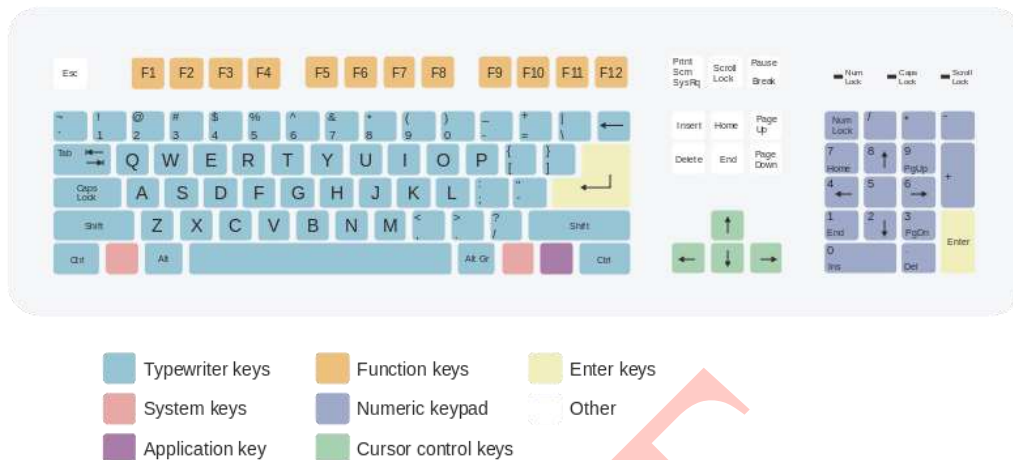 Esc F1 F2 F3 F4 F5 F6 F7 F8 F9 F10 F11 F12
Print Scrn SysRq
Scroll Lock
Pause Break
Num Lock
Caps Lock
Scroll Lock
~ ! @ # $ % ^ & * ( ) _ + |
1 2 3 4 5 6 7 8 9 0 - = \ ←
Insert Home Page Up
Num Lock / * -
Tab Q W E R T Y U I O P { [ } ]
Delete End Page Down
7 Home 8 ↑ 9 PgUp +
Caps Lock A S D F G H J K L : ; "
4 ← 5 6 →
Shift Z X C V B N M < , > . ? / Shift
↑
1 End 2 ↓ 3 PgDn Enter
Ctrl Alt Alt Gr Ctrl
← ↓ →
0 Ins . Del
Typewriter keys Function keys Enter keys
System keys Numeric keypad Other
Application key Cursor control keys